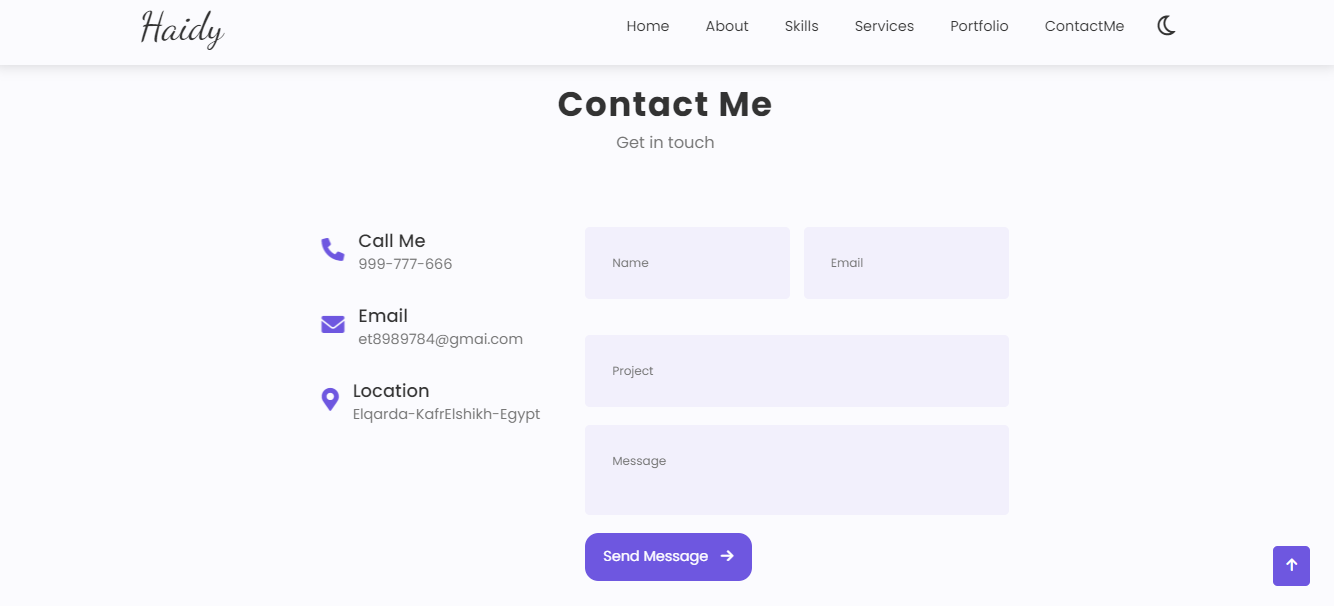 Haidy
Home About Skills Services Portfolio ContactMe
Contact Me
Get in touch
Call Me
999-777-666
Email
et8989784@gmai.com
Location
Elqarda-KafrElshikh-Egypt
Name Email
Project
Message
Send Message